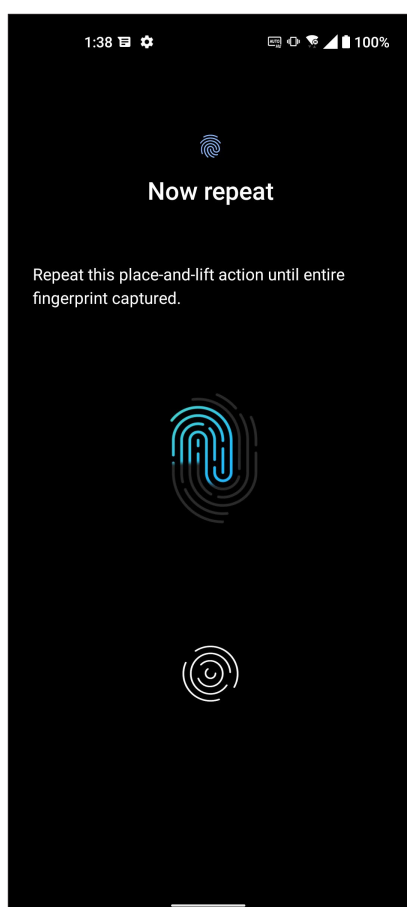 1:38 100%
Now repeat
Repeat this place-and-lift action until entire
fingerprint captured.